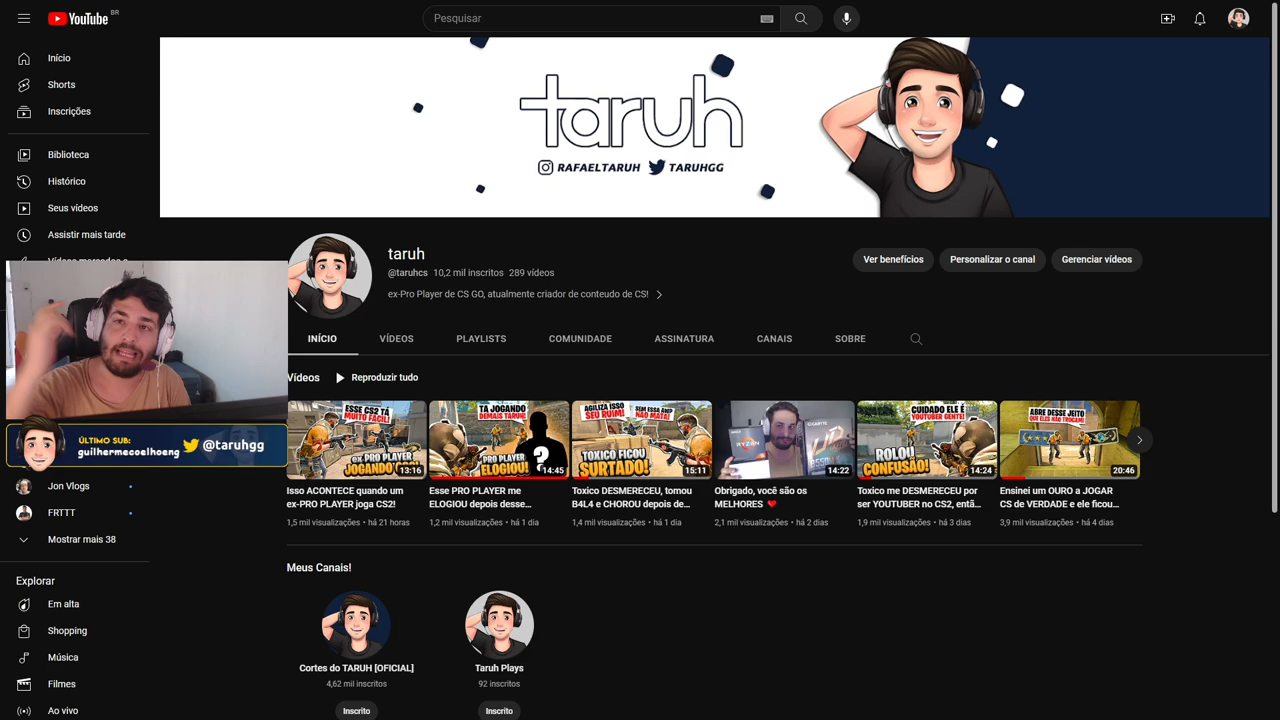 YouTube BR
Pesquisar
Início
Shorts
Inscrições
Biblioteca
Histórico
Seus vídeos
Assistir mais tarde
taruh
RAFAELTARUH TARUHGG
taruh
@taruhcs 10,2 mil inscritos 289 vídeos
ex-Pro Player de CS GO, atualmente criador de conteudo de CS!
Ver benefícios
Personalizar o canal
Gerenciar vídeos
INÍCIO
VÍDEOS
PLAYLISTS
COMUNIDADE
ASSINATURA
CANAIS
SOBRE
Vídeos
Reproduzir tudo
ESSE CS2 TÁ
MUITO FÁCIL!
ex PRO PLAYER
13:16
Isso ACONTECE quando um
ex-PRO PLAYER joga CS2!
1,5 mil visualizações • há 21 horas
TA JOGANDO
DEMAIS TARUH!
?
PRO PLAYER
ELOGIOU!
14:45
Esse PRO PLAYER me
ELOGIOU depois desse...
1,2 mil visualizações • há 1 dia
AGILIZA ISSO
SEU RUIM!
SEM ESSA AWP
NÃO MATA!
TOXICO FICOU
SURTADO!
15:11
Toxico DESMERECEU, tomou
B4L4 e CHOROU depois de...
1,4 mil visualizações • há 1 dia
RYZEN
GIGABYTE
14:22
Obrigado, você são os
MELHORES ❤️
2,1 mil visualizações • há 2 dias
CUIDADO ELE É
YOUTUBER GENTE!
ROLOU
CONFUSÃO!
14:24
Toxico me DESMERECEU por
ser YOUTUBER no CS2, entã...
1,9 mil visualizações • há 3 dias
ABRE DESSE JEITO
QUE ELES NÃO TROCAM!
20:46
Ensinei um OURO a JOGAR
CS de VERDADE e ele ficou...
3,9 mil visualizações • há 4 dias
ÚLTIMO SUB:
guilhermecoelhoeng
@taruhgg
Jon Vlogs
FRTTT
Mostrar mais 38
Explorar
Em alta
Shopping
Música
Filmes
Ao vivo
Meus Canais!
Cortes do TARUH [OFICIAL]
4,62 mil inscritos
Inscrito
Taruh Plays
92 inscritos
Inscrito